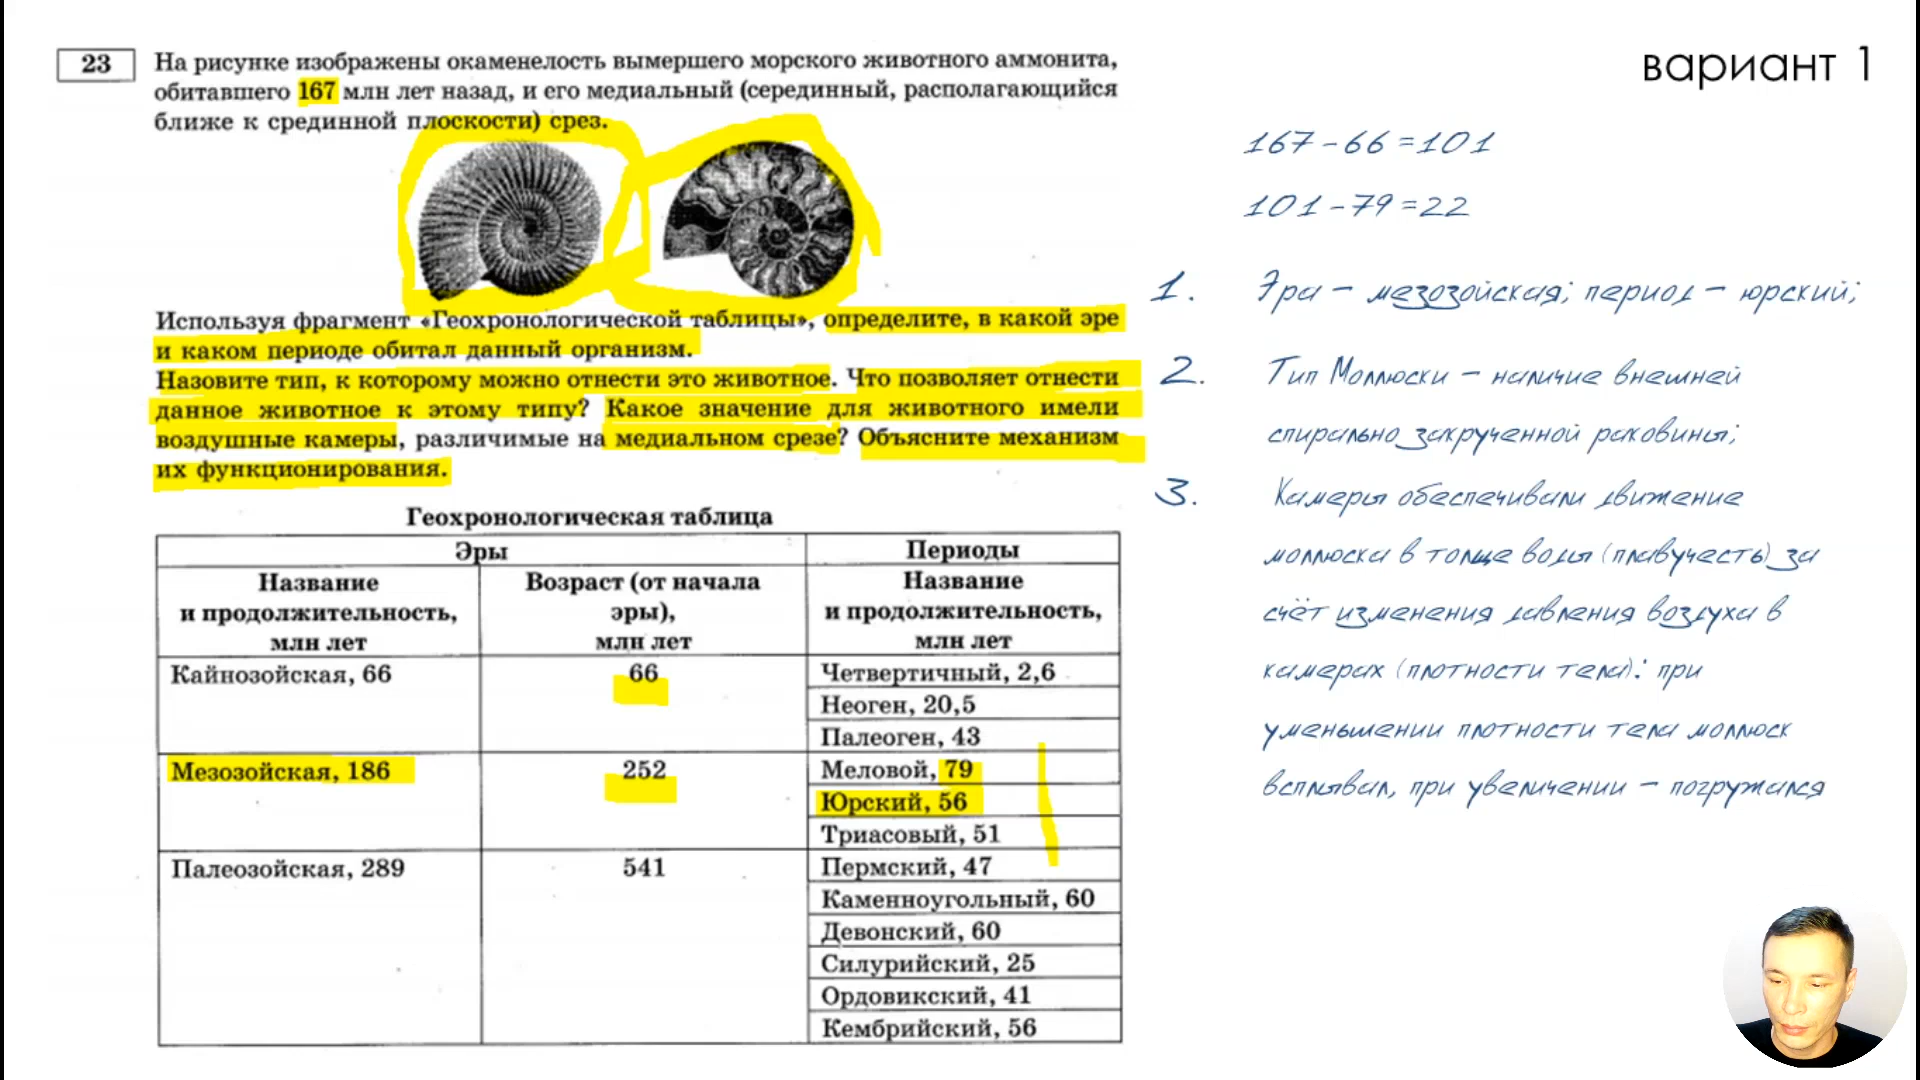 вариант 1
23
На рисунке изображены окаменелость вымершего морского животного аммонита,
обитавшего 167 млн лет назад, и его медиальный (серединный, располагающийся
ближе к срединной плоскости) срез.
Используя фрагмент «Геохронологической таблицы», определите, в какой эре
и каком периоде обитал данный организм.
Назовите тип, к которому можно отнести это животное. Что позволяет отнести
данное животное к этому типу? Какое значение для животного имели
воздушные камеры, различимые на медиальном срезе? Объясните механизм
их функционирования.
Геохронологическая таблица
Эры
Периоды
Название
и продолжительность,
млн лет
Возраст (от начала
эры),
млн лет
Название
и продолжительность,
млн лет
Кайнозойская, 66
66
Четвертичный, 2,6
Неоген, 20,5
Палеоген, 43
Мезозойская, 186
252
Меловой, 79
Юрский, 56
Триасовый, 51
Палеозойская, 289
541
Пермский, 47
Каменноугольный, 60
Девонский, 60
Силурийский, 25
Ордовикский, 41
Кембрийский, 56
167-66=101
101-79=22
1. Эра - мезозойская; период - юрский;
2. Тип Моллюски - наличие внешней
спирально закрученной раковины;
3. Камеры обеспечивали движение
моллюска в толще воды (плавучесть) за
счёт изменения давления воздуха в
камерах (плотности тела): при
уменьшении плотности тела моллюск
всплывал, при увеличении - погружался